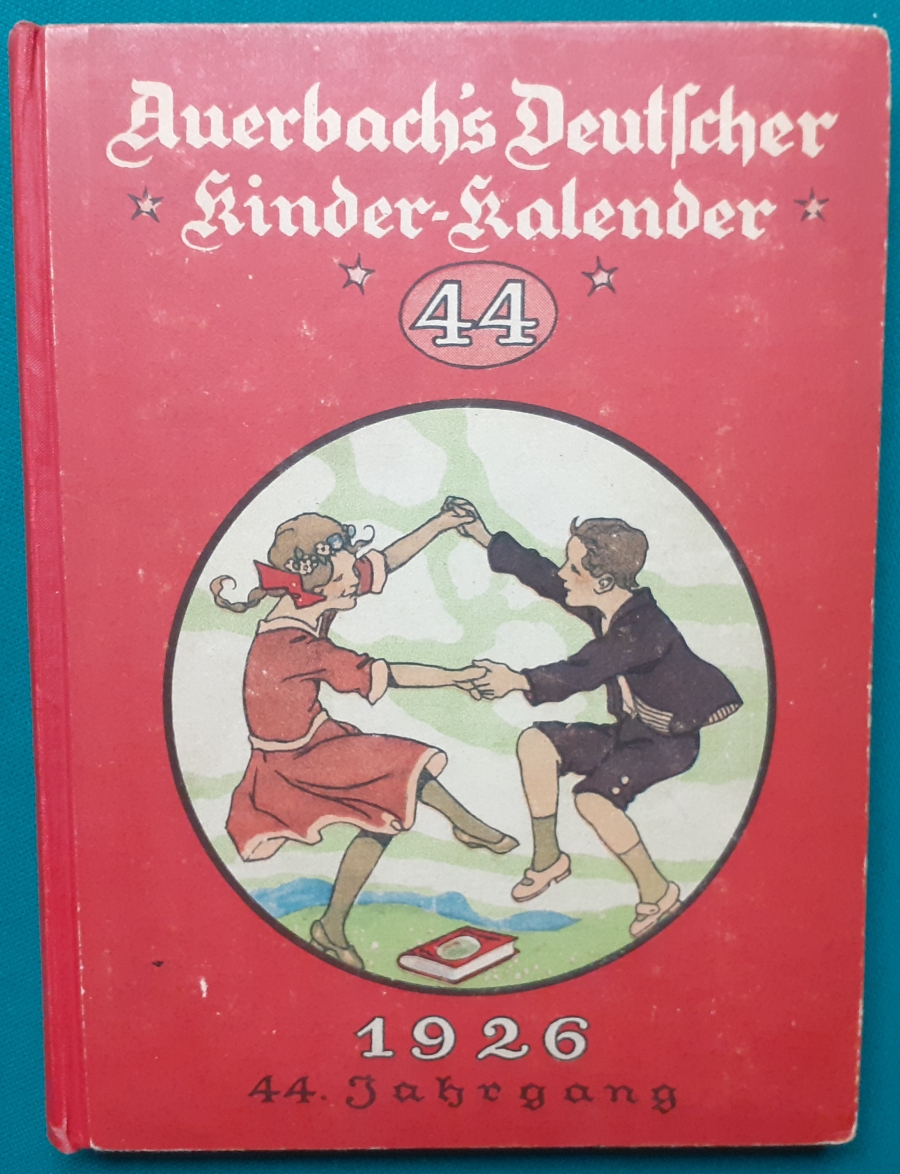 Auerbach's Deutscher
Kinder-Kalender
44
1926
44. Jahrgang